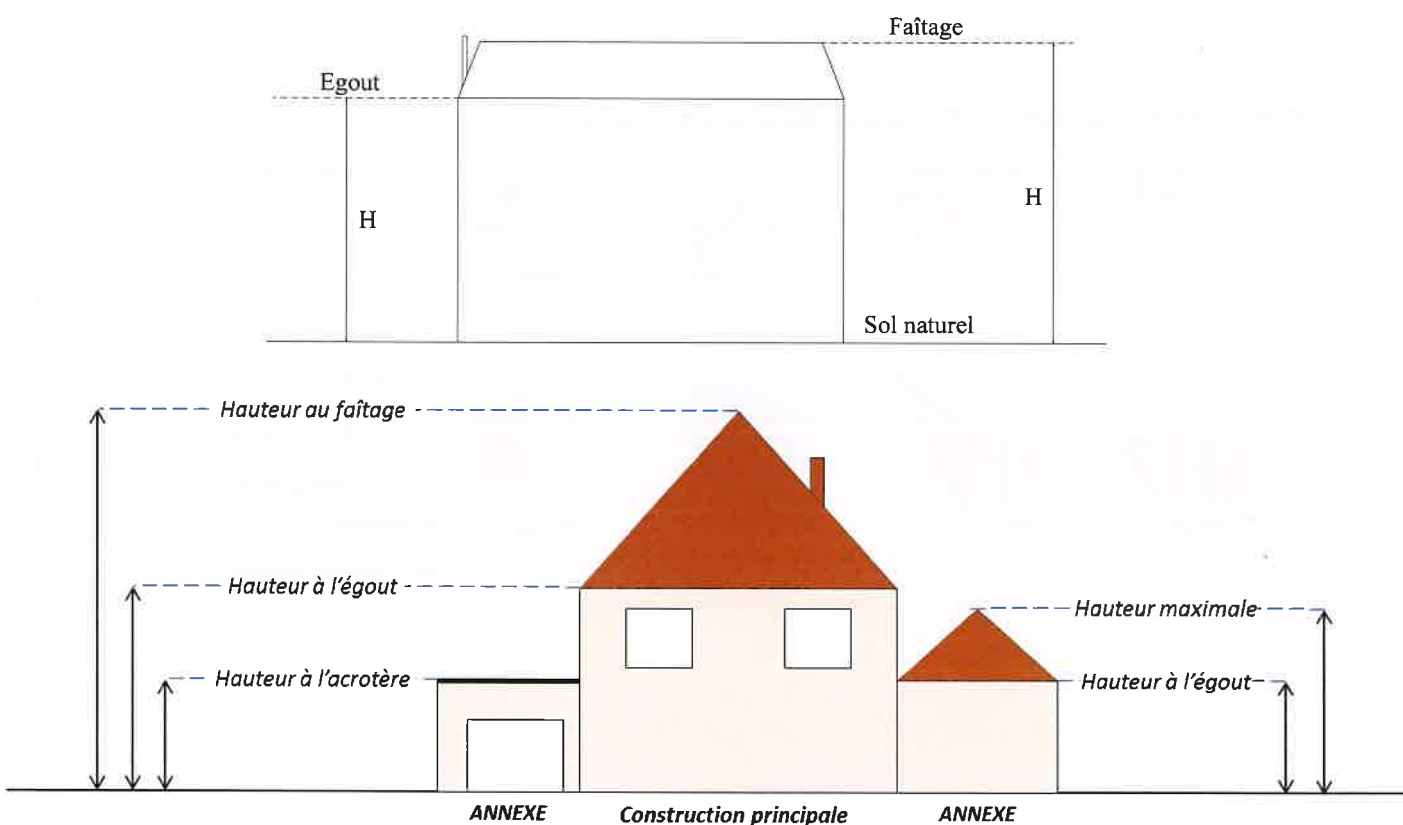 Faîtage
Egout
H
H
Sol naturel
Hauteur au faîtage
Hauteur à l'égout
Hauteur maximale
Hauteur à l'acrotère
Hauteur à l'égout
ANNEXE
Construction principale
ANNEXE